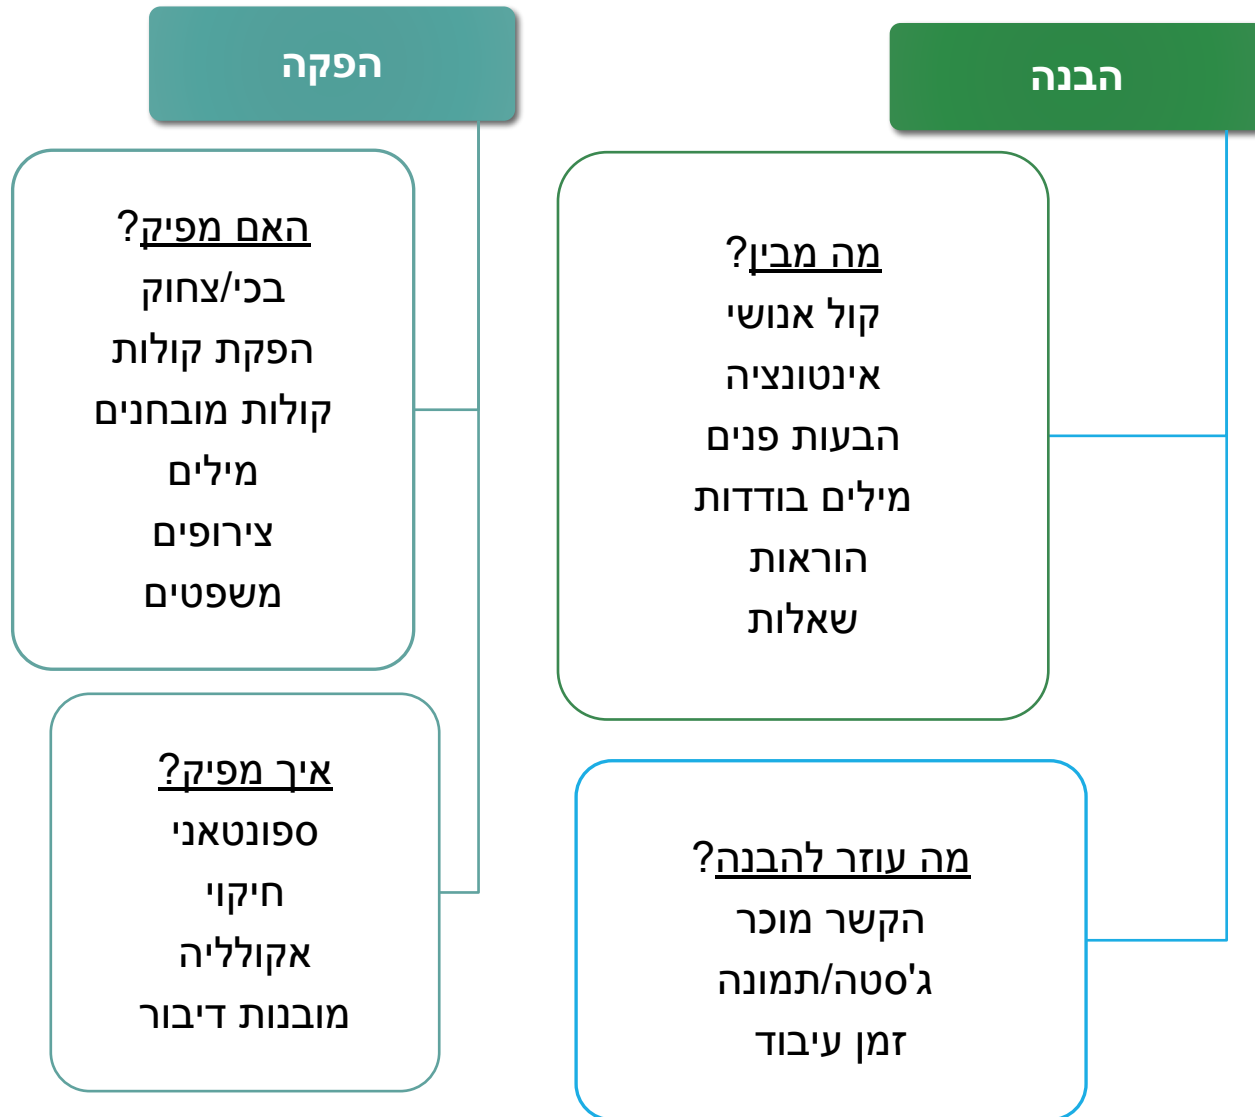 הבנה
מה מבין?
קול אנושי
אינטונציה
הבעות פנים
מילים בודדות
הוראות
שאלות
מה עוזר להבנה?
הקשר מוכר
ג'סטה/תמונה
זמן עיבוד
הפקה
האם מפיק?
בכי/צחוק
הפקת קולות
קולות מובחנים
מילים
צירופים
משפטים
איך מפיק?
ספונטאני
חיקוי
אקולליה
מובנות דיבור